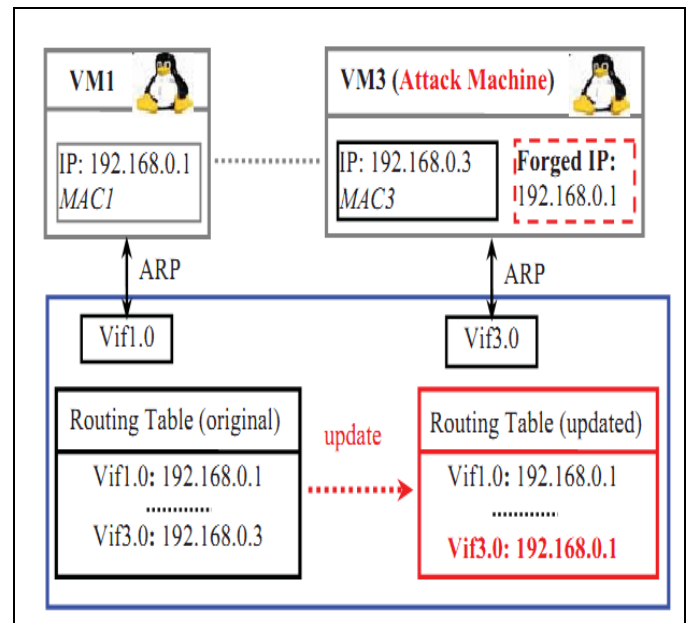 VM1
VM3 (Attack Machine)
IP: 192.168.0.1
MAC1
IP: 192.168.0.3
MAC3
Forged IP:
192.168.0.1
ARP
ARP
Vif1.0
Vif3.0
Routing Table (original)
Vif1.0: 192.168.0.1
Vif3.0: 192.168.0.3
update
Routing Table (updated)
Vif1.0: 192.168.0.1
Vif3.0: 192.168.0.1